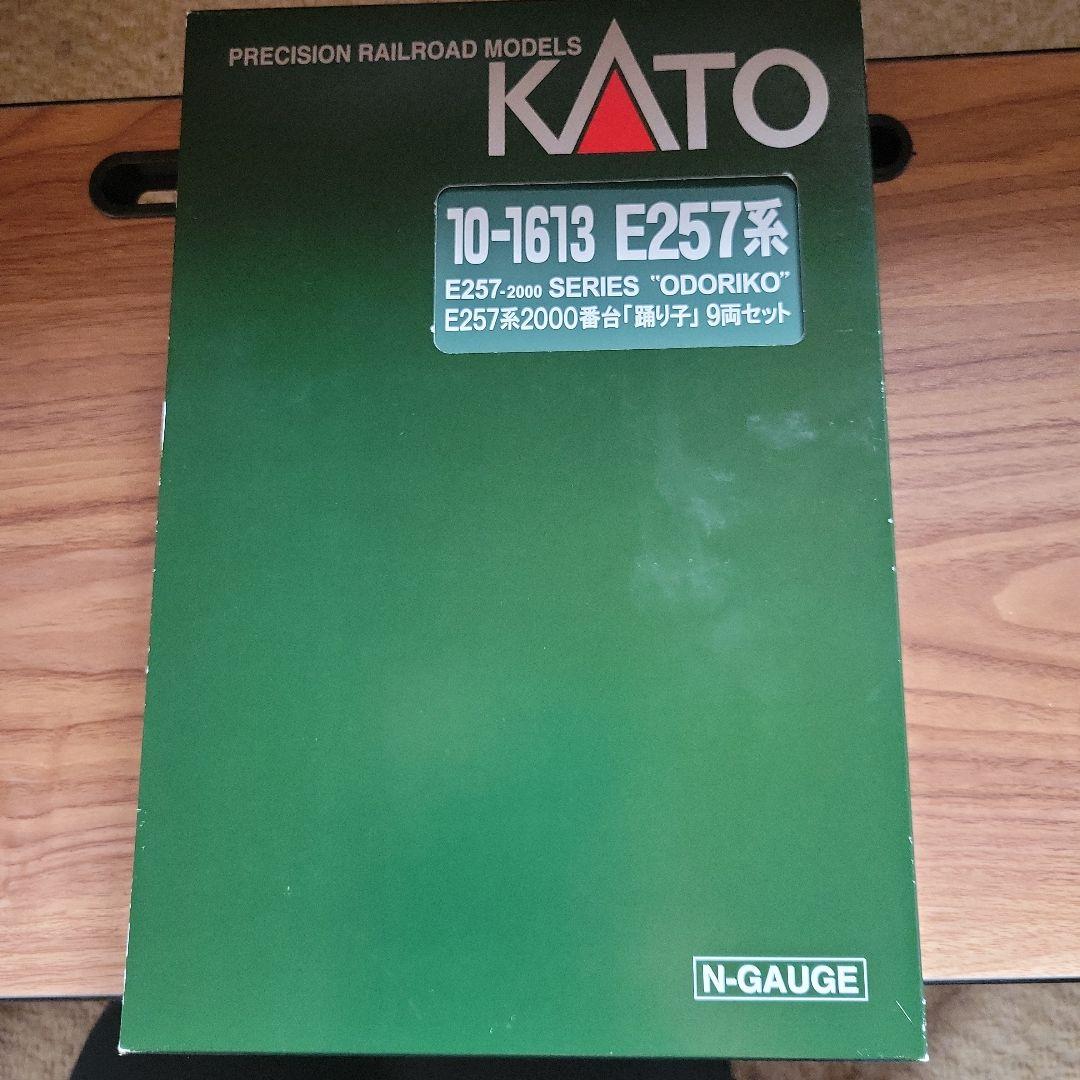 PRECISION RAILROAD MODELS
KATO
10-1613 E257系
E257-2000 SERIES "ODORIKO"
E257系2000番台「踊り子」9両セット
N-GAUGE